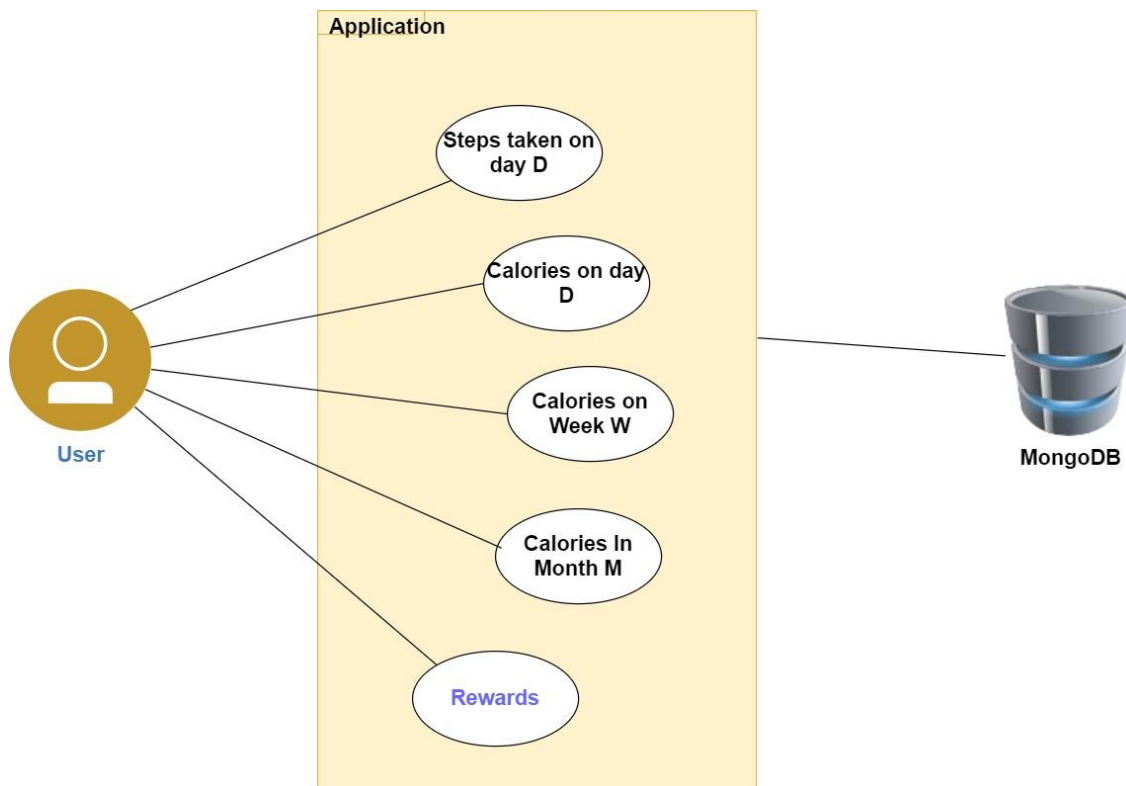 Application
Steps taken on
day D
Calories on day
D
Calories on
Week W
Calories In
Month M
Rewards
User
MongoDB